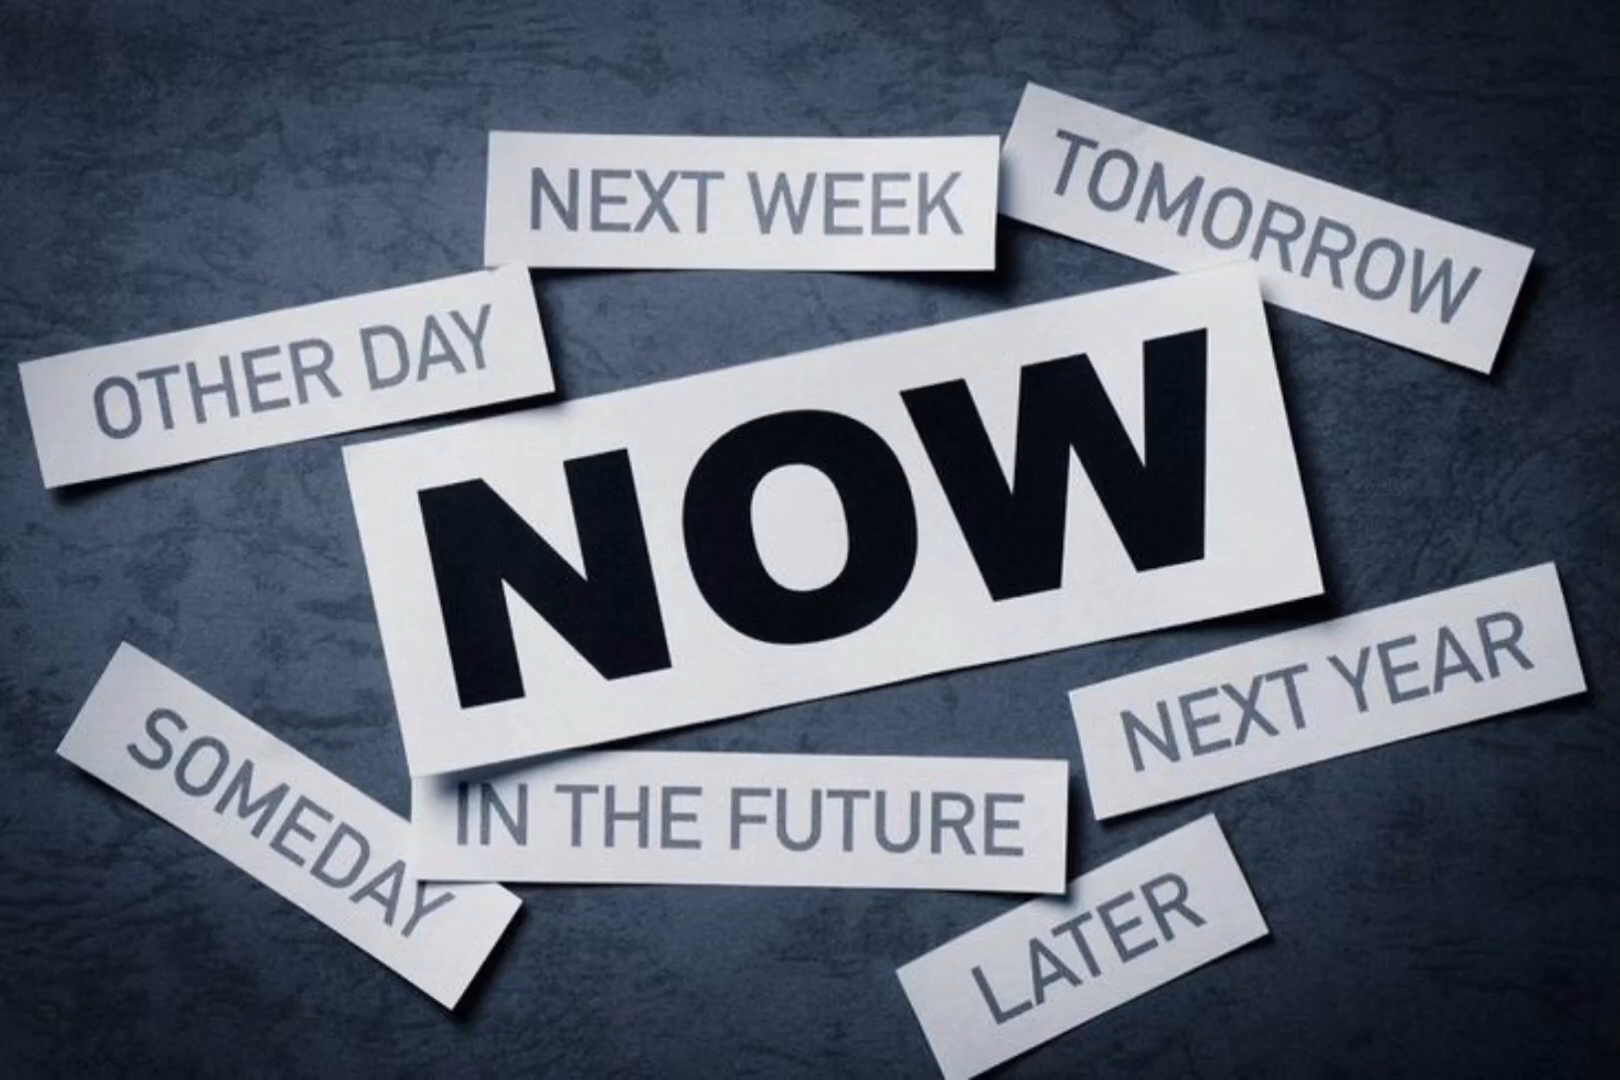 NEXT WEEK
TOMORROW
OTHER DAY
NOW
NEXT YEAR
SOMEDAY
IN THE FUTURE
LATER